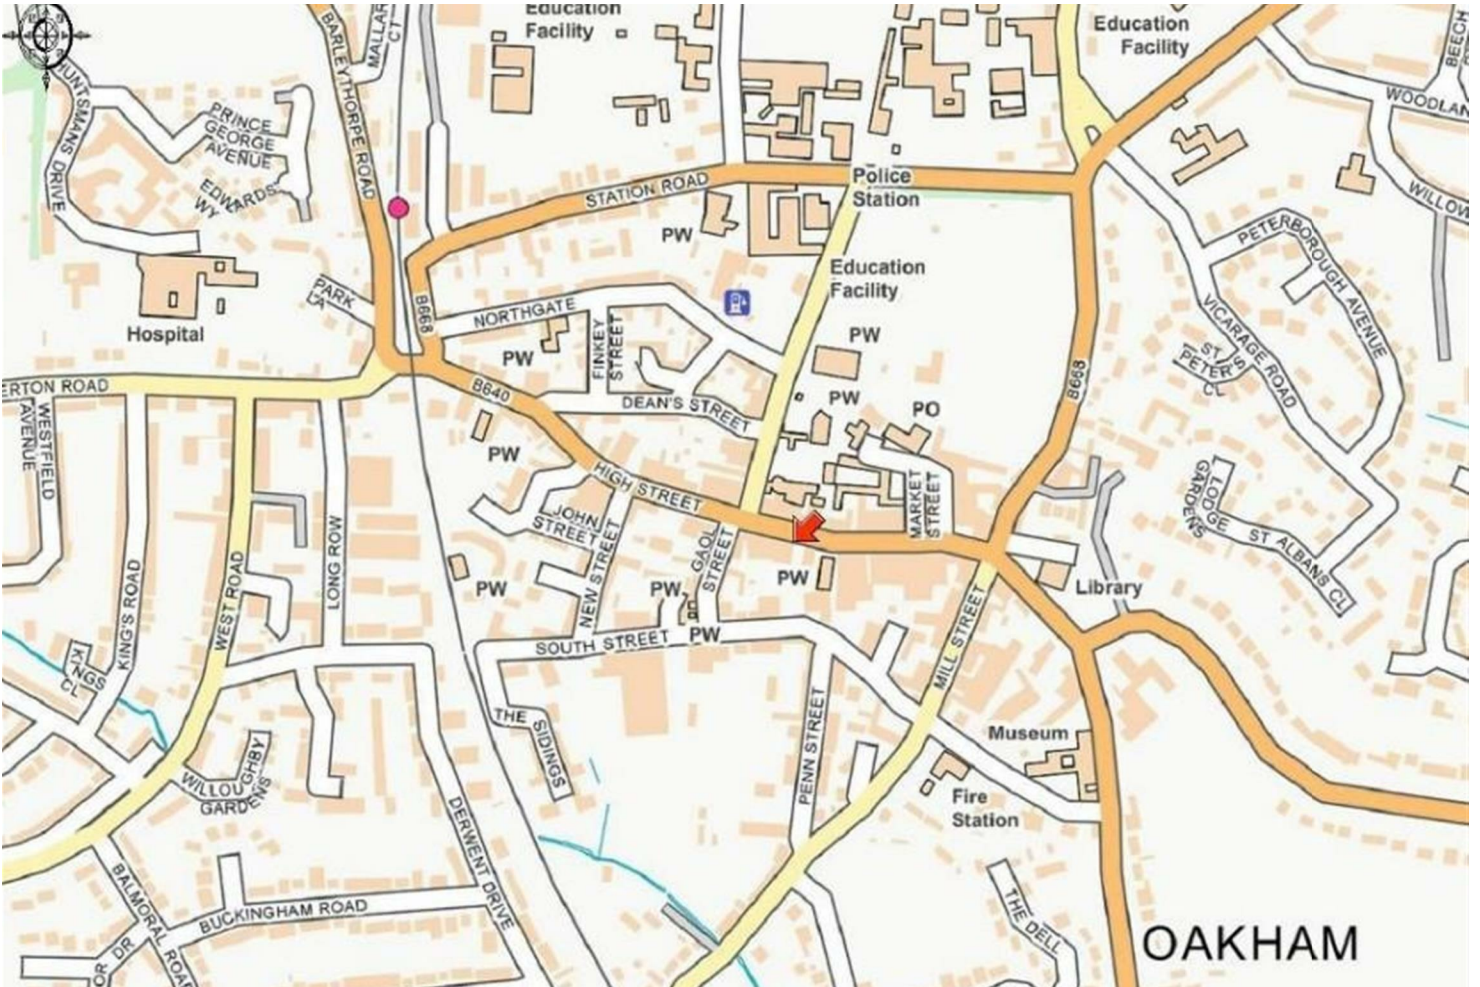 Education
Facility
Education
Facility
BARLEYTHORPE ROAD
CT
HUNTSMANS DRIVE
PRINCE
GEORGE
AVENUE
EDWARDS
WY
STATION ROAD
Police
Station
PW
Education
Facility
WILLOW
PETERBOROUGH AVENUE
PARK
LA
Hospital
B668
NORTHGATE
FINKEY
STREET
PW
PW
VICARAGE ROAD
ST
PETER'S
CL
ERTON ROAD
B640
DEAN'S STREET
PW
PO
B668
WESTFIELD
AVENUE
PW
HIGH STREET
MARKET
STREET
LODGE
GARDENS
ST ALBANS CL
JOHN
STREET
NEW STREET
GAOL
STREET
PW
PW
PW
Library
KING'S ROAD
WEST ROAD
LONG ROW
SOUTH STREET
PW
MILL STREET
KINGS
CL
THE SIDINGS
PENN STREET
Museum
WILLOUGHBY
GARDENS
Fire
Station
DERWENT DRIVE
BALMORAL ROAD
BUCKINGHAM ROAD
OR DR
THE DELL
OAKHAM